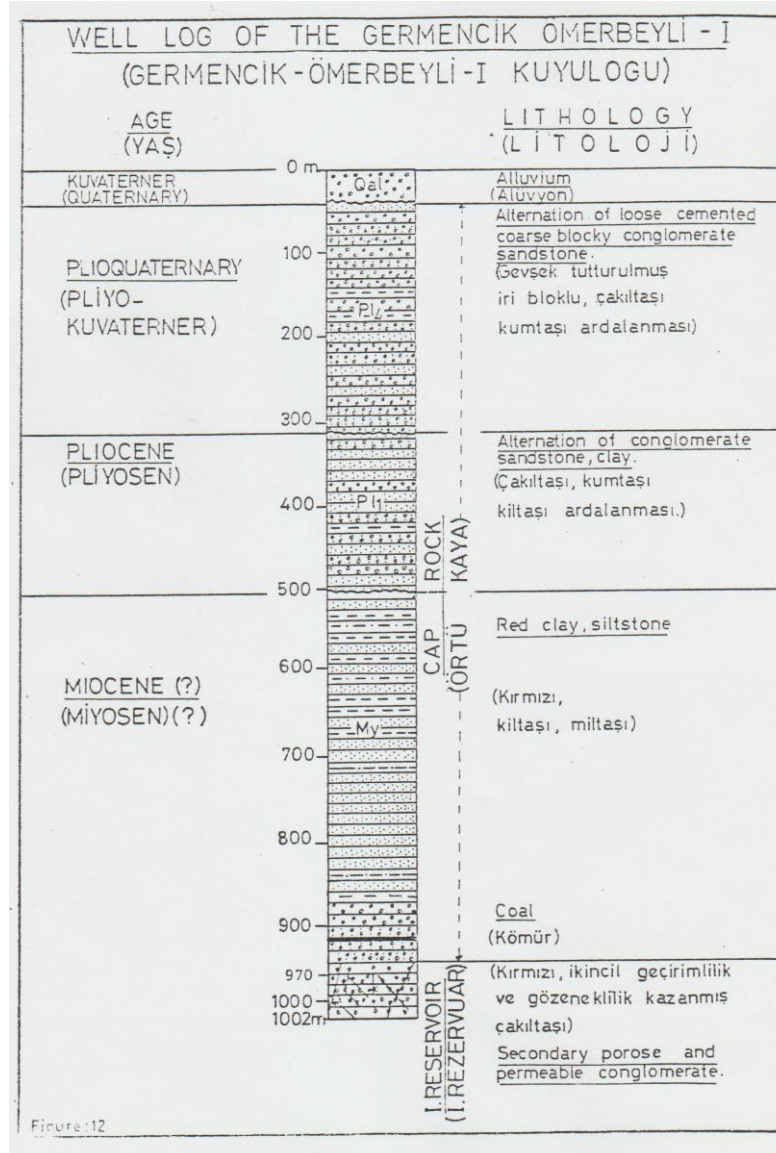 WELL LOG OF THE GERMENCİK ÖMERBEYLİ - I
(GERMENCİK-ÖMERBEYLİ-I KUYULOGU)
AGE
(YAŞ)
LITHOLOGY
(LİTOLOJİ)
0 m
KUVATERNER
(QUATERNARY)
Qal
Alluvium
(Alüvyon)
PLIOQUATERNARY
(PLİYO-
KUVATERNER)
100
PL4
200
300
Alternation of loose cemented
coarse blocky conglomerate
sandstone.
(Gevşek tutturulmuş
iri bloklu, çakıltaşı
kumtaşı ardalanması)
PLIOCENE
(PLİYOSEN)
400
PL1
500
Alternation of conglomerate
sandstone, clay.
(Çakıltaşı, kumtaşı
kiltaşı ardalanması.)
CAP ROCK
(ÖRTÜ KAYA)
MIOCENE (?)
(MİYOSEN)(?)
600
My
700
800
900
Red clay, siltstone
(Kırmızı,
kiltaşı, miltaşı)
Coal
(Kömür)
970
1000
1002m
I.RESERVOIR
(I.REZERVUAR)
(Kırmızı, ikincil geçirimlilik
ve gözeneklilik kazanmış
çakıltaşı)
Secondary porose and
permeable conglomerate.
Figure:12